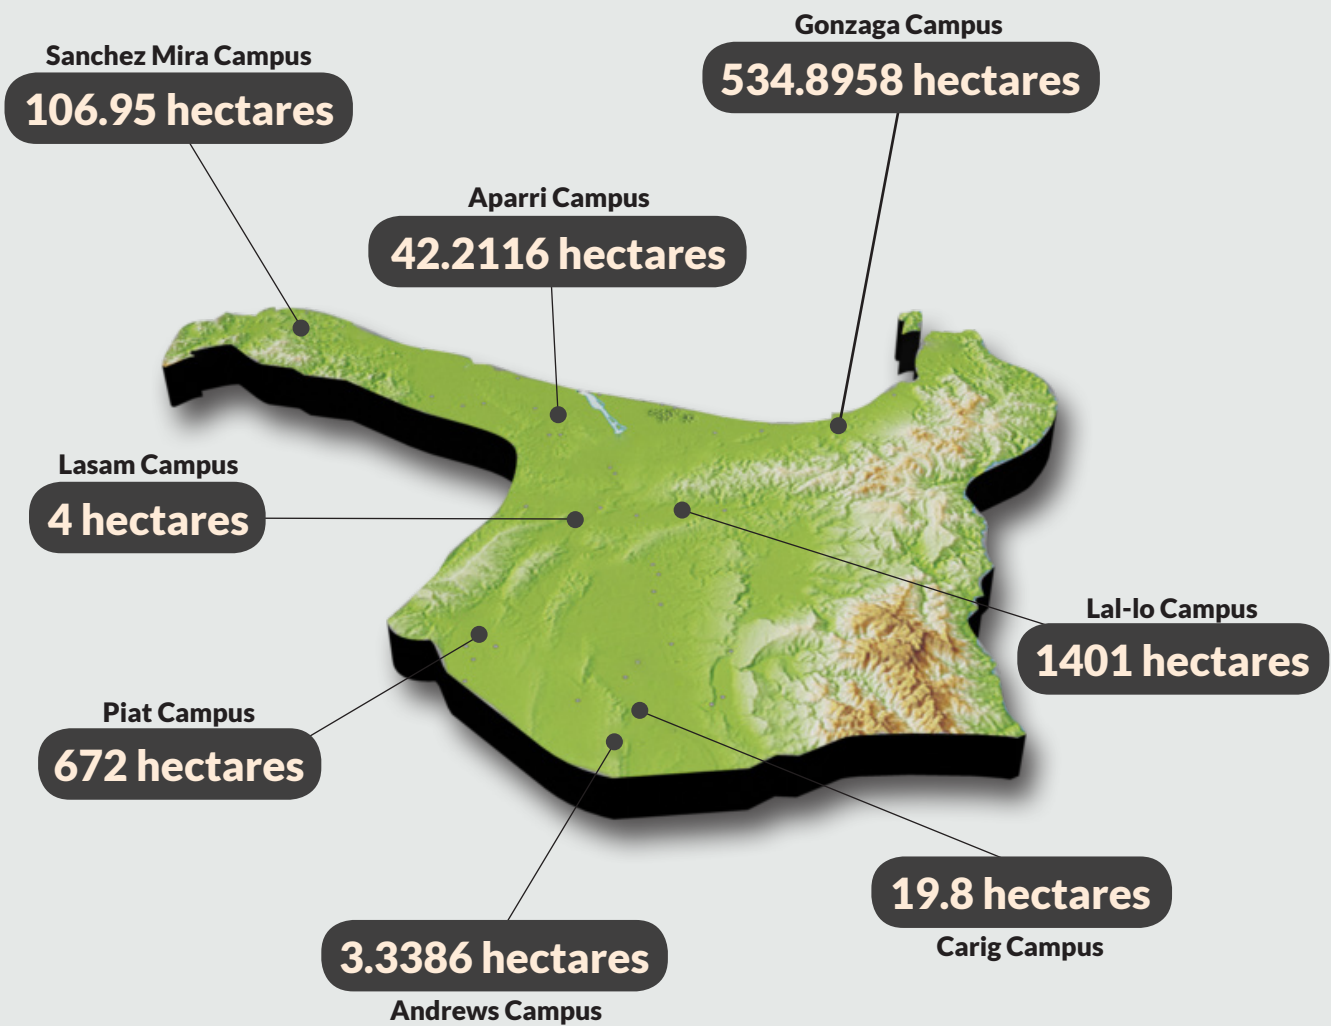 Gonzaga Campus
534.8958 hectares
Sanchez Mira Campus
106.95 hectares
Aparri Campus
42.2116 hectares
Lasam Campus
4 hectares
Lal-lo Campus
1401 hectares
Piat Campus
672 hectares
19.8 hectares
Carig Campus
3.3386 hectares
Andrews Campus